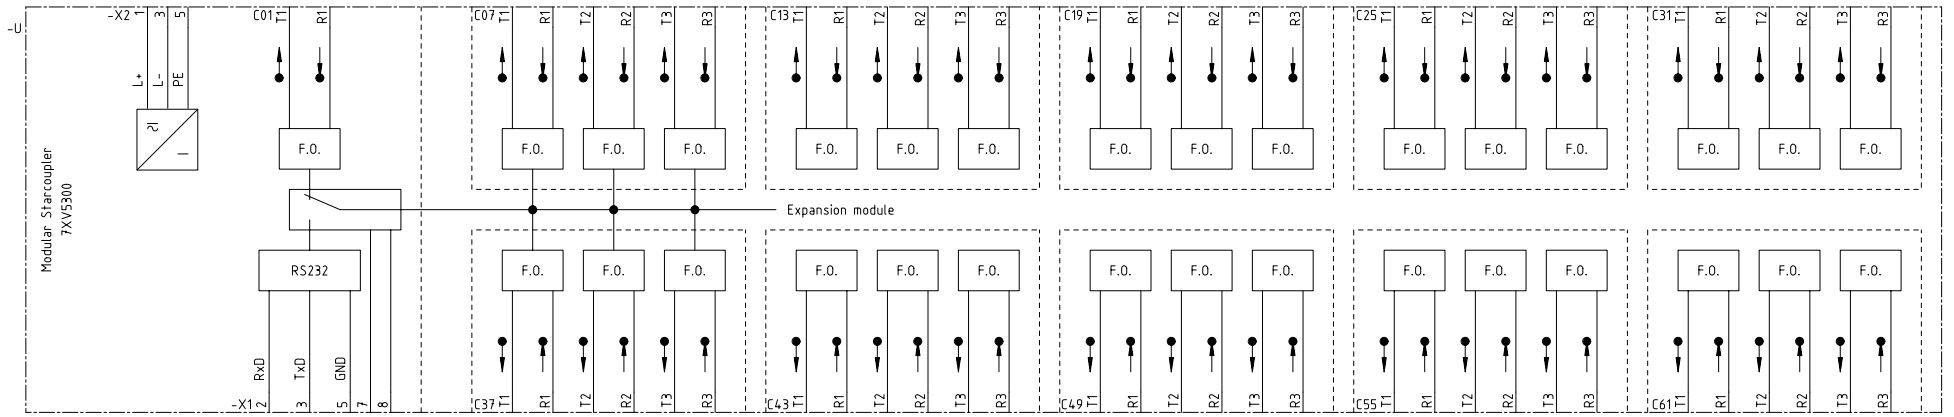 -U
Modular Starcoupler
7XV5300
-X2 1 3 5
L+ L- PE
C01 T1 R1
C07 T1 R1 T2 R2 T3 R3
C13 T1 R1 T2 R2 T3 R3
C19 T1 R1 T2 R2 T3 R3
C25 T1 R1 T2 R2 T3 R3
C31 T1 R1 T2 R2 T3 R3
F.O.
F.O. F.O. F.O.
F.O. F.O. F.O.
F.O. F.O. F.O.
F.O. F.O. F.O.
F.O. F.O. F.O.
Expansion module
RS232
F.O. F.O. F.O.
F.O. F.O. F.O.
F.O. F.O. F.O.
F.O. F.O. F.O.
F.O. F.O. F.O.
RxD TxD GND
-X1 2 3 5 7 8
C37 T1 R1 T2 R2 T3 R3
C43 T1 R1 T2 R2 T3 R3
C49 T1 R1 T2 R2 T3 R3
C55 T1 R1 T2 R2 T3 R3
C61 T1 R1 T2 R2 T3 R3